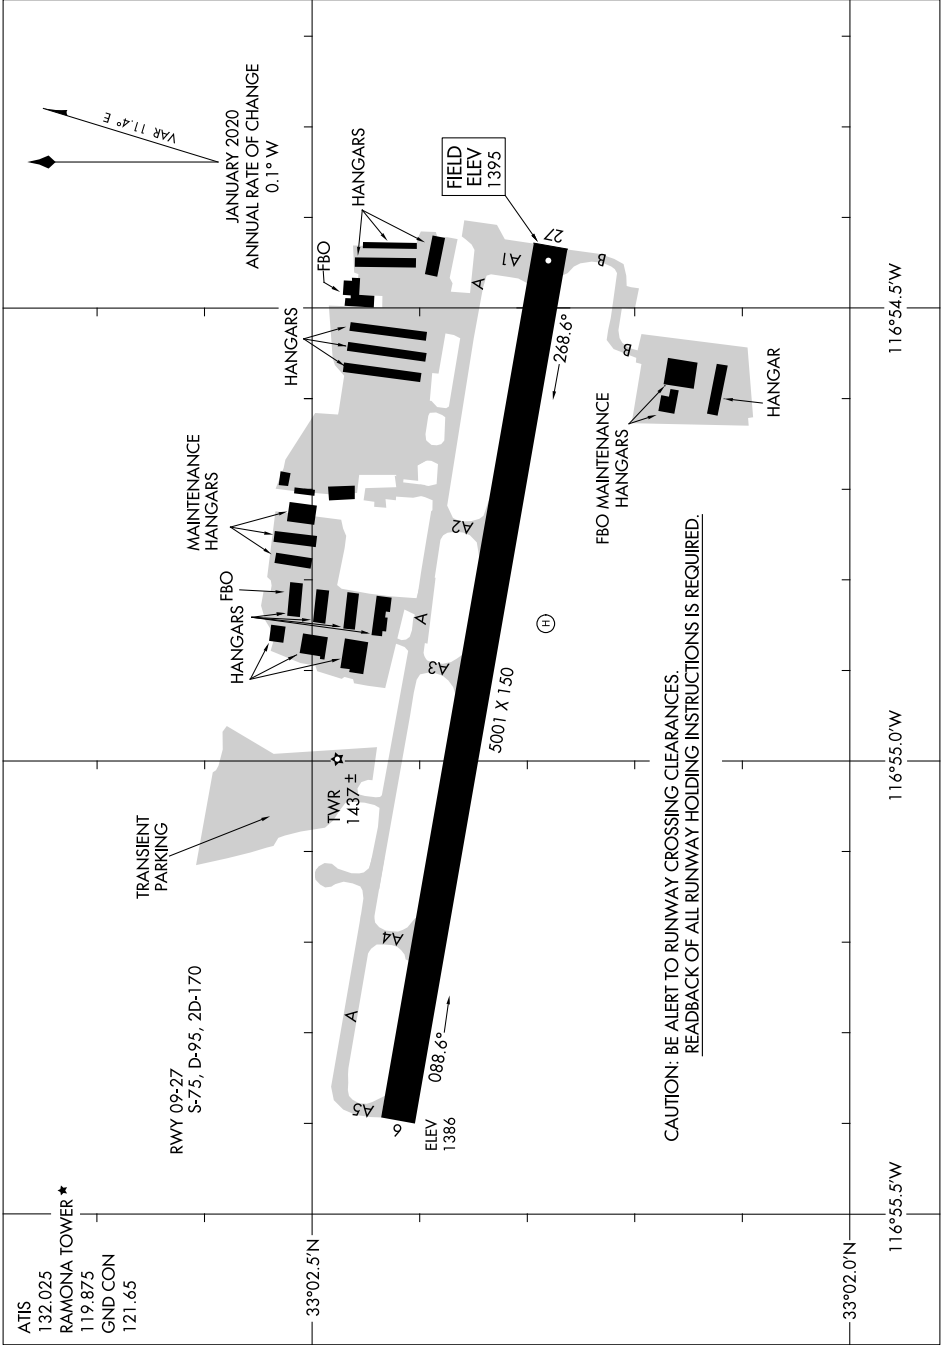 ATIS
132.025
RAMONA TOWER★
119.875
GND CON
121.65
RWY 09-27
S-75, D-95, 2D-170
TRANSIENT
PARKING
HANGARS
FBO
MAINTENANCE
HANGARS
HANGARS
FBO
HANGARS
JANUARY 2020
ANNUAL RATE OF CHANGE
0.1° W
VAR 11.4° E
33°02.5'N
TWR
1437 ±
FIELD
ELEV
1395
A5
A
A4
A3
A
A2
A
A1
9
27
B
B
ELEV
1386
088.6°
5001 X 150
268.6°
H
FBO MAINTENANCE
HANGARS
HANGAR
CAUTION: BE ALERT TO RUNWAY CROSSING CLEARANCES.
READBACK OF ALL RUNWAY HOLDING INSTRUCTIONS IS REQUIRED.
33°02.0'N
116°55.5'W
116°55.0'W
116°54.5'W